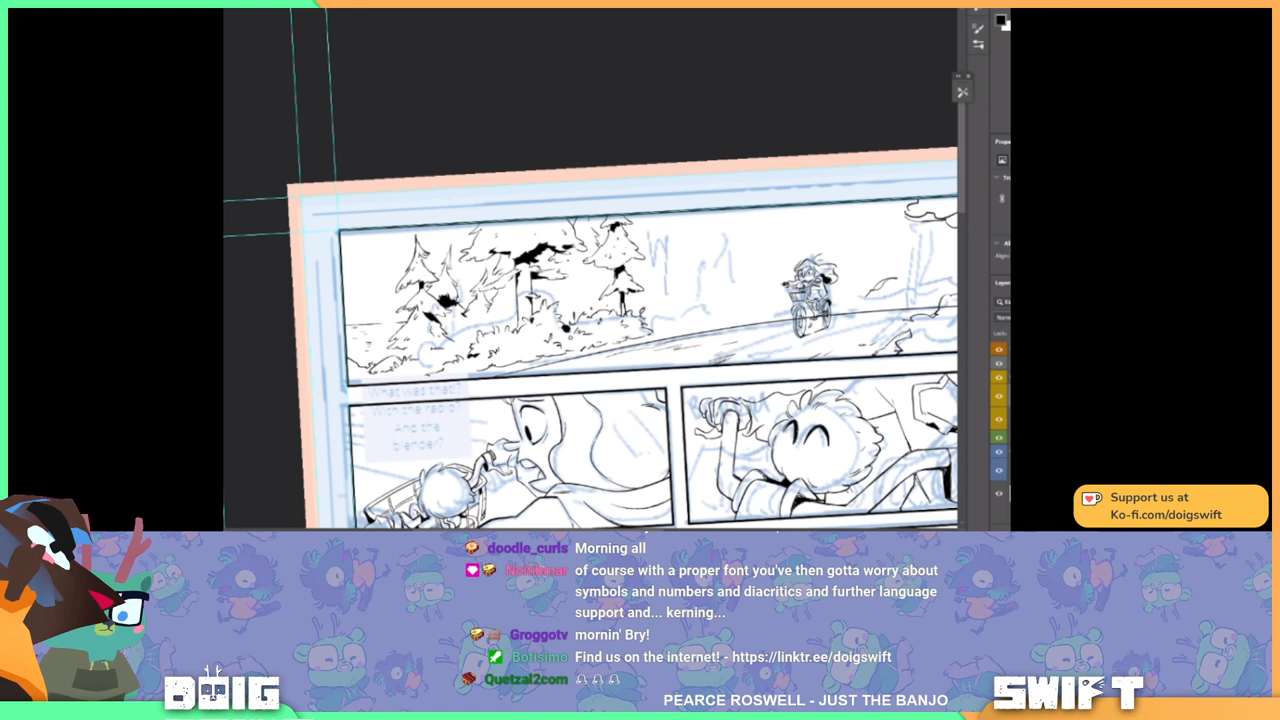 What was that?
With the radio?
And the
blender?
Support us at
Ko-fi.com/doigswift
doodle_curls Morning all
of course with a proper font you've then gotta worry about
symbols and numbers and diacritics and further language
support and... kerning...
Groggotv mornin' Bry!
Botisimo Find us on the internet! - https://linktr.ee/doigswift
Quetzal2com
PEARCE ROSWELL - JUST THE BANJO
DOIG
SWIFT